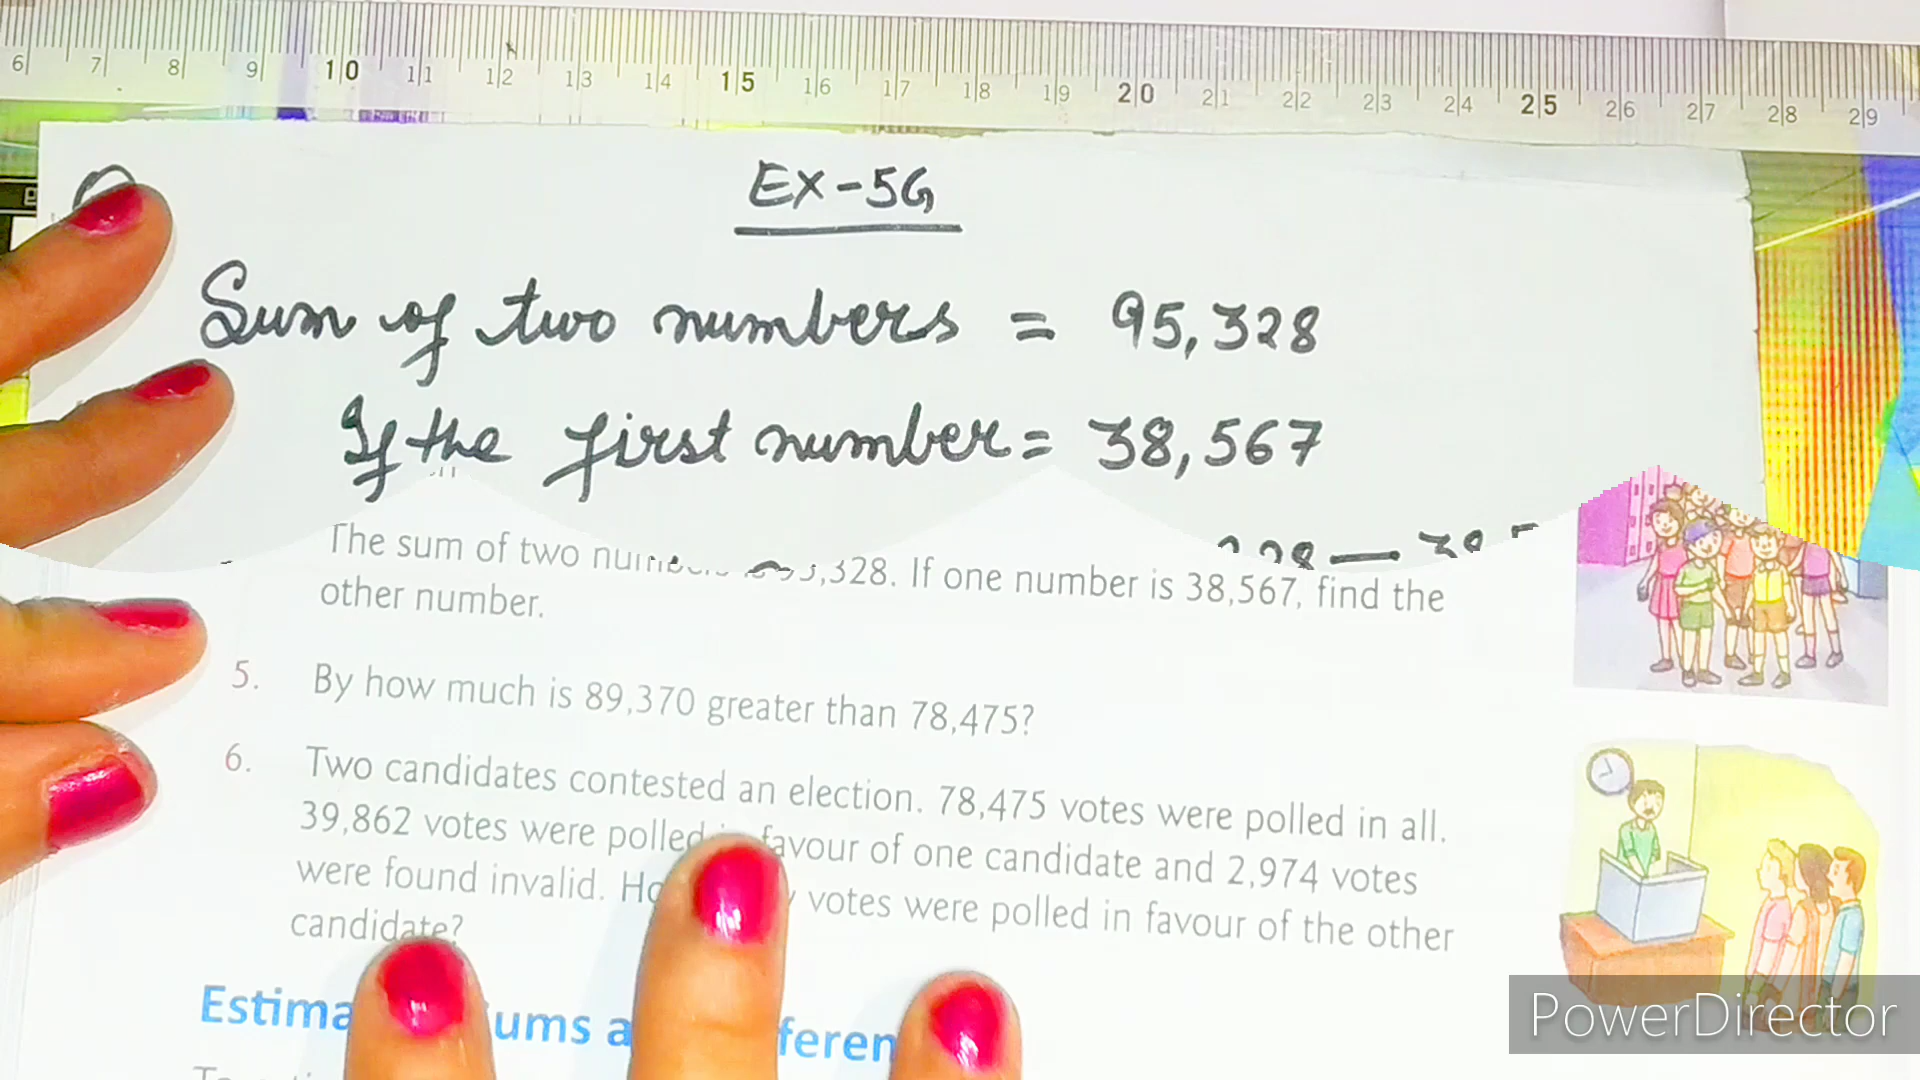 6 7 8 9 10 11 12 13 14 15 16 17 18 19 20 21 22 23 24 25 26 27 28 29
EX-5G
Sum of two numbers = 95,328
If the first number = 38,567
The sum of two ,328. If one number is 38,567, find the
other number.
5. By how much is 89,370 greater than 78,475?
6. Two candidates contested an election. 78,475 votes were polled in all.
39,862 votes were polled favour of one candidate and 2,974 votes
were found invalid. votes were polled in favour of the other
candidate?
PowerDirector